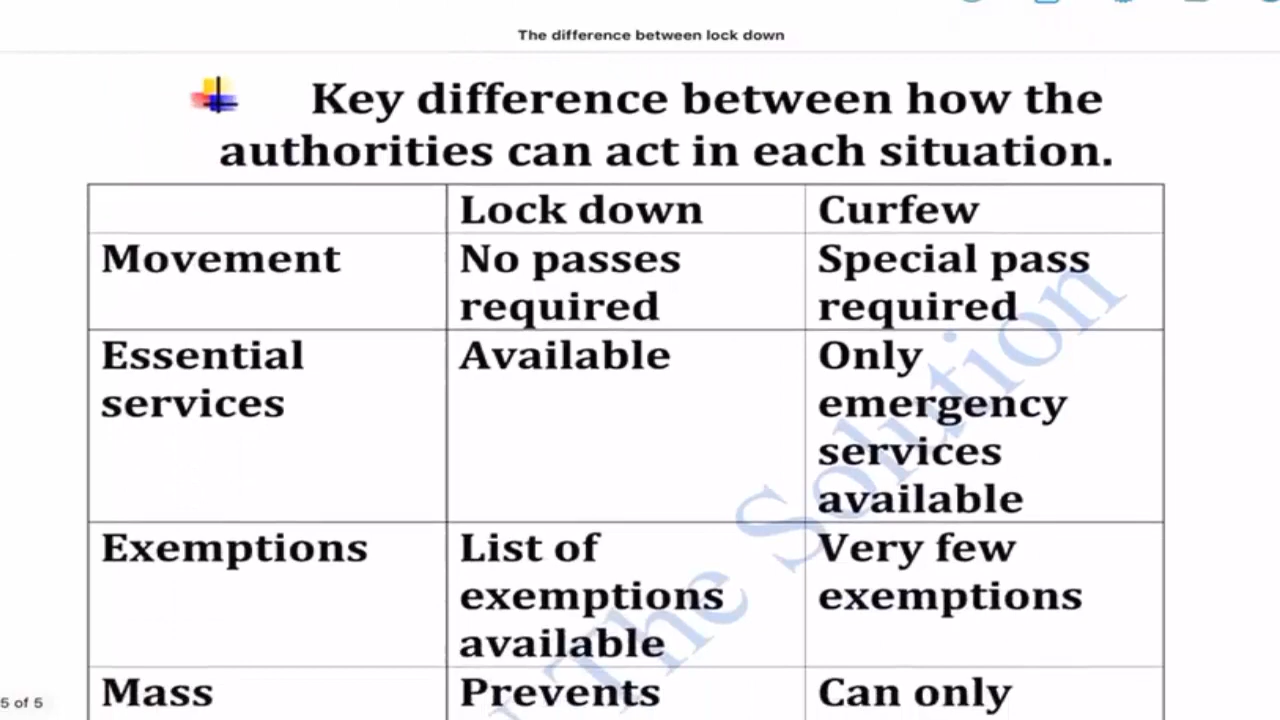 The difference between lock down
Key difference between how the
authorities can act in each situation.
Lock down
Curfew
Movement
No passes
required
Special pass
required
Essential
services
Available
Only
emergency
services
available
Exemptions
List of
exemptions
available
Very few
exemptions
Mass
Prevents
Can only
The Solution
5 of 5